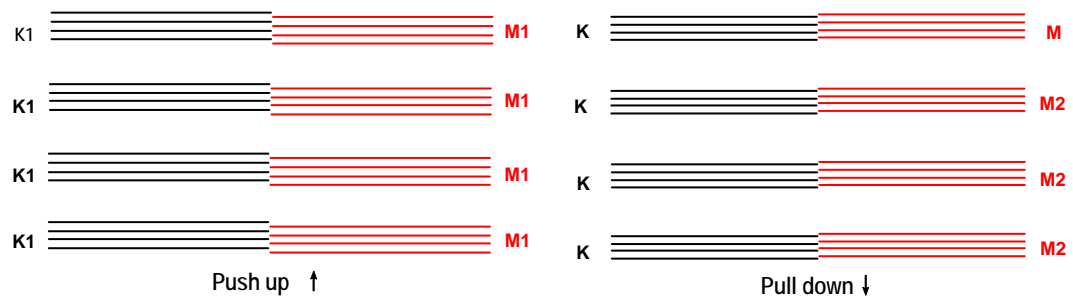 K1 M1 K M
K1 M1 K M2
K1 M1 K M2
K1 M1 K M2
Push up ↑ Pull down ↓